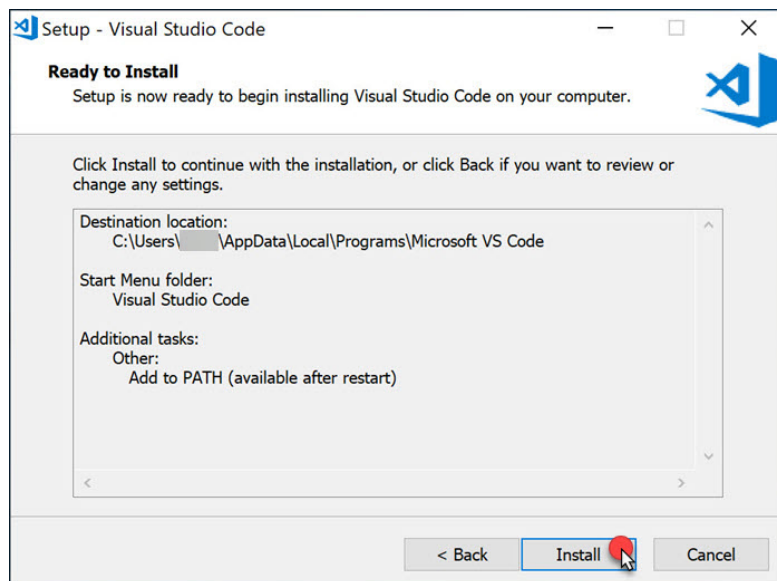 Setup - Visual Studio Code
Ready to Install
Setup is now ready to begin installing Visual Studio Code on your computer.
Click Install to continue with the installation, or click Back if you want to review or
change any settings.
Destination location:
C:\Users\ \AppData\Local\Programs\Microsoft VS Code
Start Menu folder:
Visual Studio Code
Additional tasks:
Other:
Add to PATH (available after restart)
< Back Install Cancel